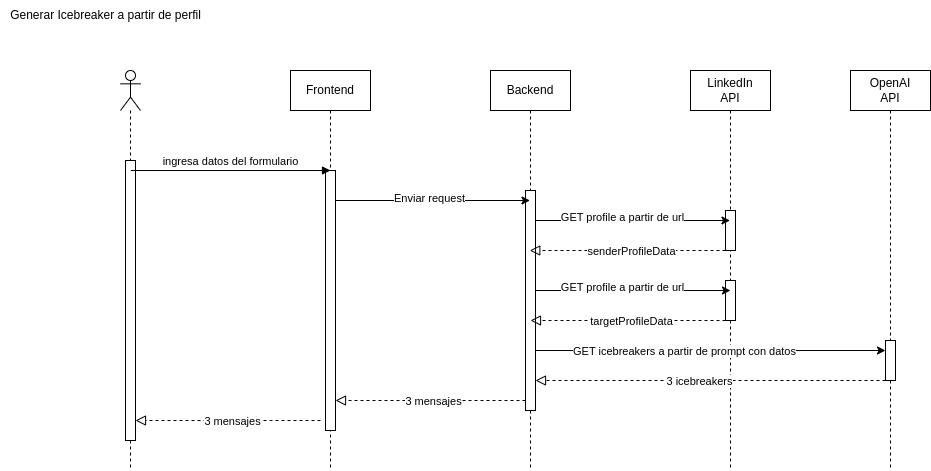 Generar Icebreaker a partir de perfil
Frontend
Backend
LinkedIn
API
OpenAI
API
ingresa datos del formulario
Enviar request
GET profile a partir de url
senderProfileData
GET profile a partir de url
targetProfileData
GET icebreakers a partir de prompt con datos
3 icebreakers
3 mensajes
3 mensajes